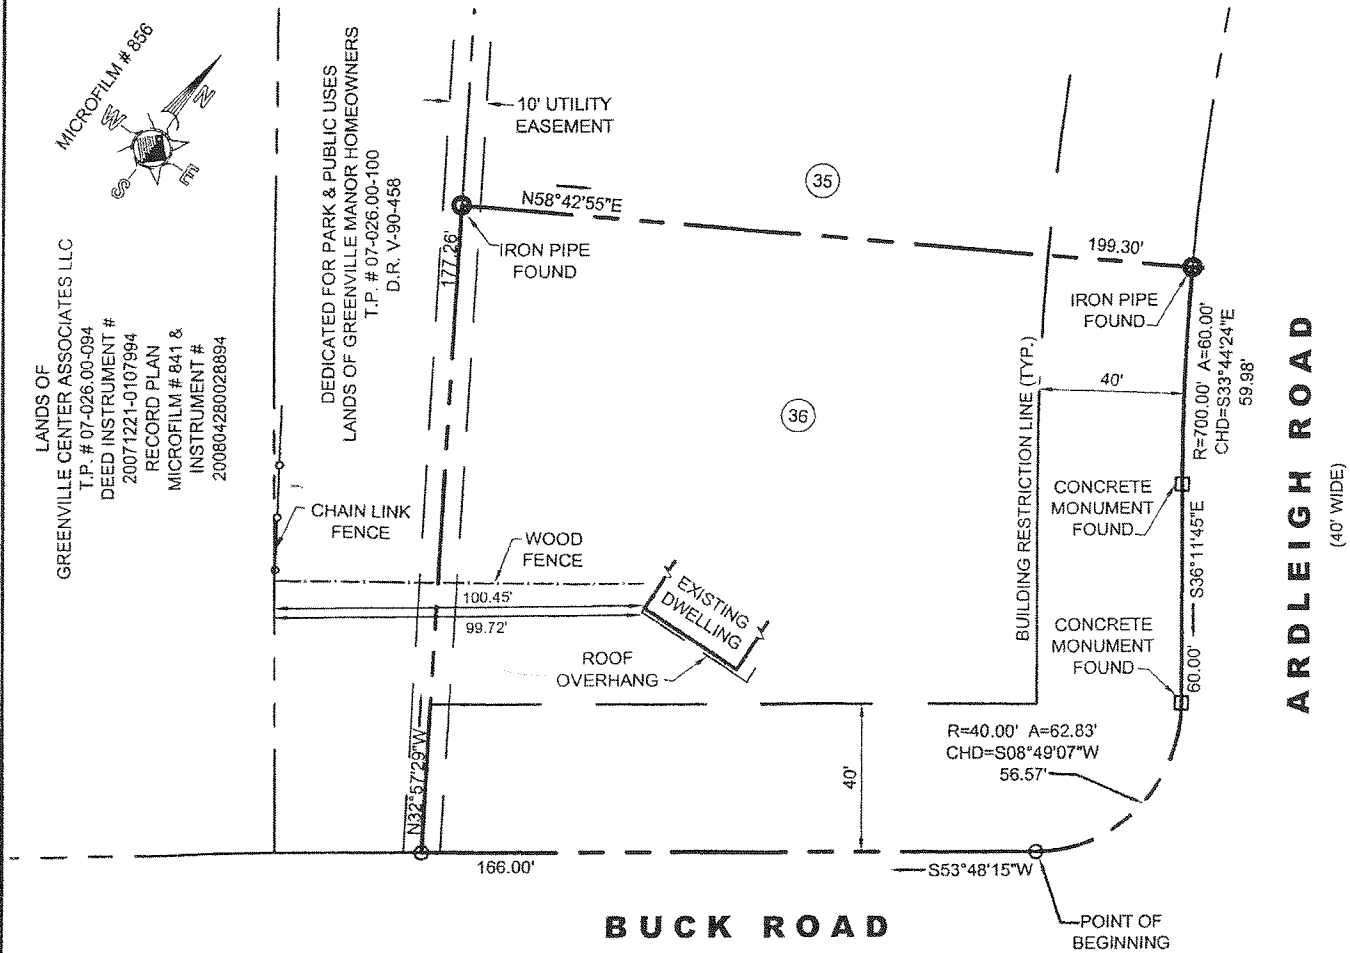 MICROFILM # 856
N
W
S
E
LANDS OF
GREENVILLE CENTER ASSOCIATES LLC
T.P. # 07-026.00-094
DEED INSTRUMENT #
20071221-0107994
RECORD PLAN
MICROFILM # 841 &
INSTRUMENT #
200804280028894
DEDICATED FOR PARK & PUBLIC USES
LANDS OF GREENVILLE MANOR HOMEOWNERS
T.P. # 07-026.00-100
D.R. V-90-458
10' UTILITY
EASEMENT
35
N58°42'55"E
199.30'
177.26'
IRON PIPE
FOUND
IRON PIPE
FOUND
R=700.00' A=60.00'
CHD=S33°44'24"E
59.98'
40'
36
BUILDING RESTRICTION LINE (TYP.)
CONCRETE
MONUMENT
FOUND
S36°11'45"E
60.00'
CHAIN LINK
FENCE
WOOD
FENCE
100.45'
99.72'
EXISTING
DWELLING
ROOF
OVERHANG
CONCRETE
MONUMENT
FOUND
R=40.00' A=62.83'
CHD=S08°49'07"W
56.57'
40'
N32°57'29"W
166.00'
S53°48'15"W
POINT OF
BEGINNING
BUCK ROAD
ARDLEIGH ROAD
(40' WIDE)